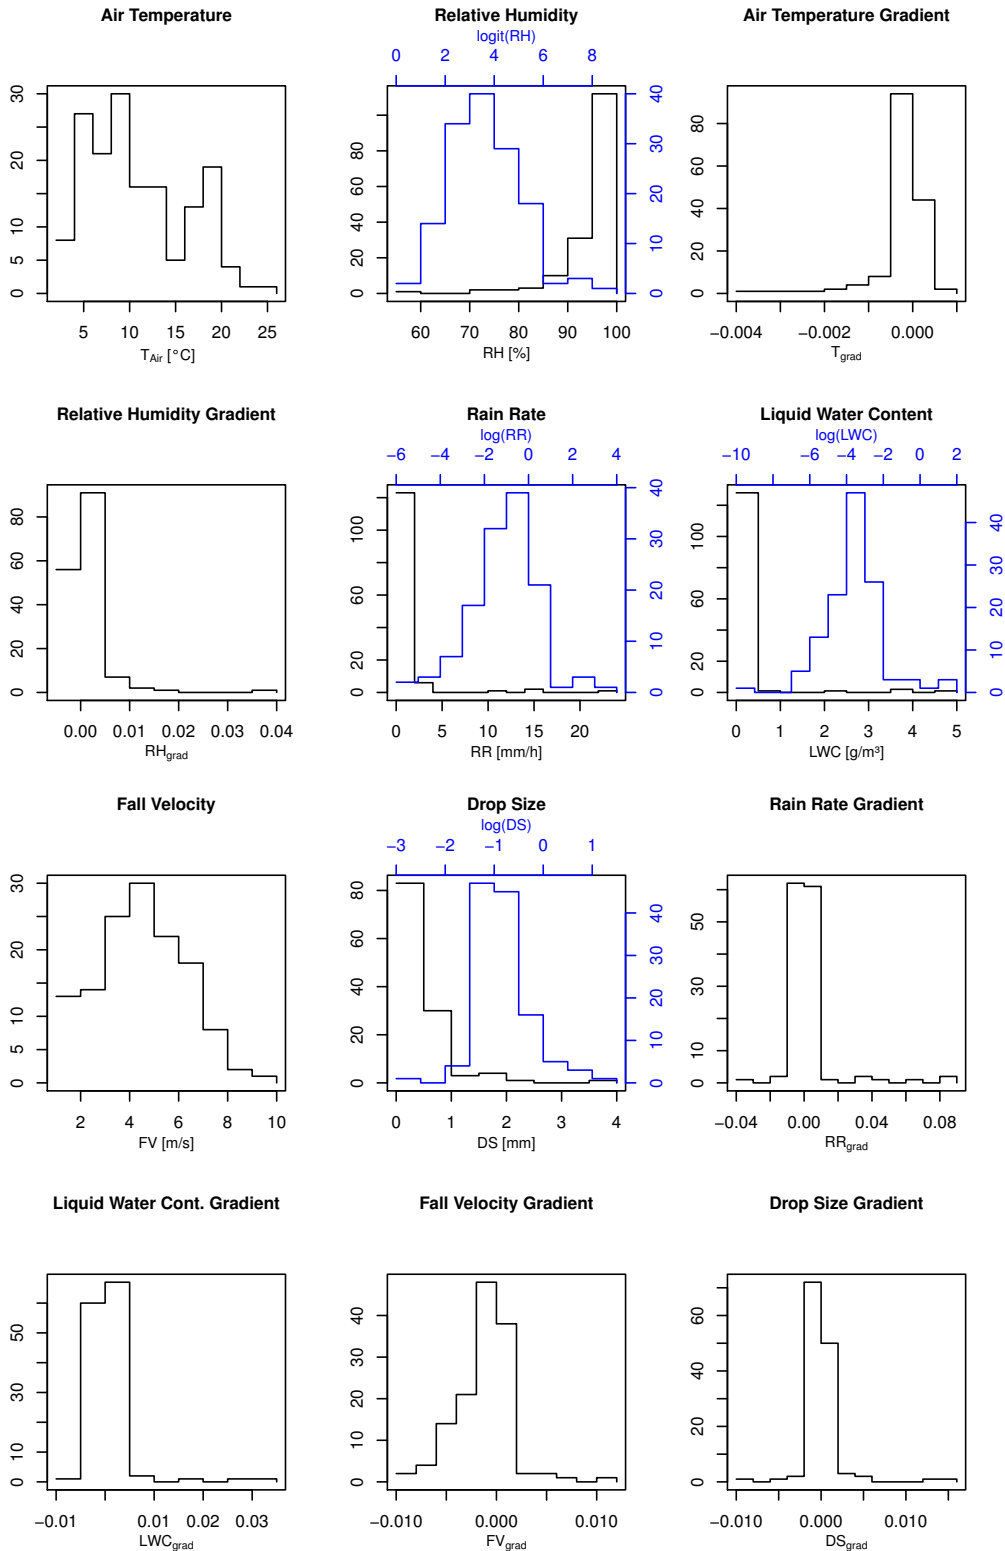 Air Temperature Relative Humidity Air Temperature Gradient
logit(RH)
0 2 4 6 8
30 20 10 5 0
100 80 60 40 20 0
40 30 20 10 0
80 60 40 20 0
5 10 15 20 25
60 70 80 90 100
−0.004 −0.002 0.000
T_Air [°C] RH [%] T_grad
Relative Humidity Gradient Rain Rate Liquid Water Content
log(RR) log(LWC)
−6 −4 −2 0 2 4
−10 −6 −4 −2 0 2
80 60 40 20 0
100 60 20 0
40 30 20 10 0
100 60 20 0
40 30 20 10 0
0.00 0.01 0.02 0.03 0.04
0 5 10 15 20
0 1 2 3 4 5
RH_grad RR [mm/h] LWC [g/m³]
Fall Velocity Drop Size Rain Rate Gradient
log(DS)
−3 −2 −1 0 1
30 20 10 5 0
80 60 40 20 0
40 30 20 10 0
50 30 10 0
2 4 6 8 10
0 1 2 3 4
−0.04 0.00 0.04 0.08
FV [m/s] DS [mm] RR_grad
Liquid Water Cont. Gradient Fall Velocity Gradient Drop Size Gradient
50 30 10 0
40 30 20 10 0
60 40 20 0
−0.01 0.01 0.02 0.03
−0.010 0.000 0.010
−0.010 0.000 0.010
LWC_grad FV_grad DS_grad